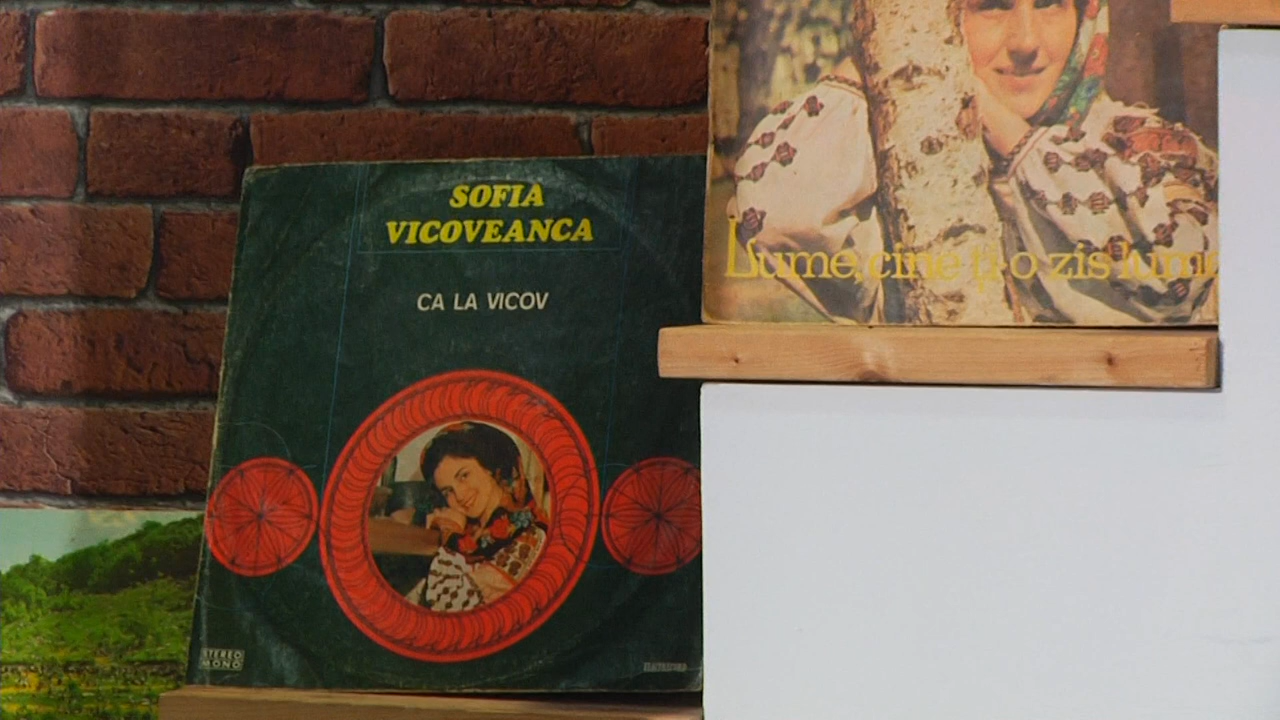 SOFIA
VICOVEANCA
CA LA VICOV
STEREO
MONO
Lume, cine ți-o zis lume